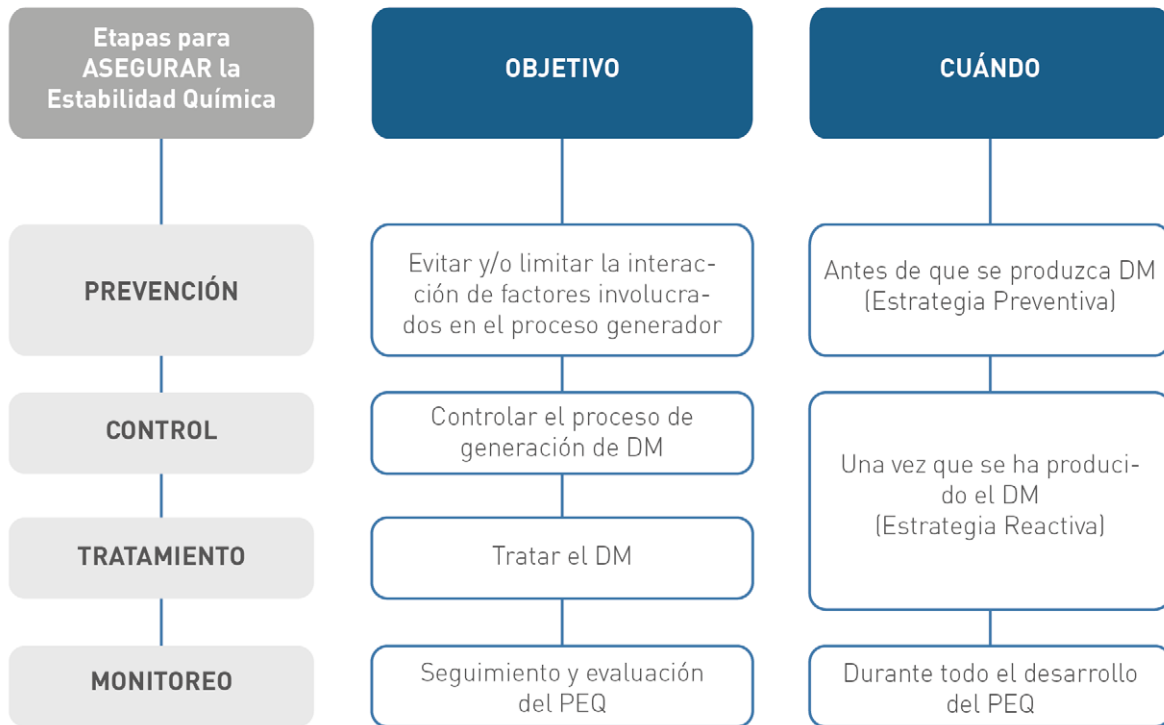 Etapas para
ASEGURAR la
Estabilidad Química
OBJETIVO
CUÁNDO
PREVENCIÓN
Evitar y/o limitar la interac-
ción de factores involucra-
dos en el proceso generador
Antes de que se produzca DM
(Estrategia Preventiva)
CONTROL
Controlar el proceso de
generación de DM
Una vez que se ha produci-
do el DM
(Estrategia Reactiva)
TRATAMIENTO
Tratar el DM
MONITOREO
Seguimiento y evaluación
del PEQ
Durante todo el desarrollo
del PEQ